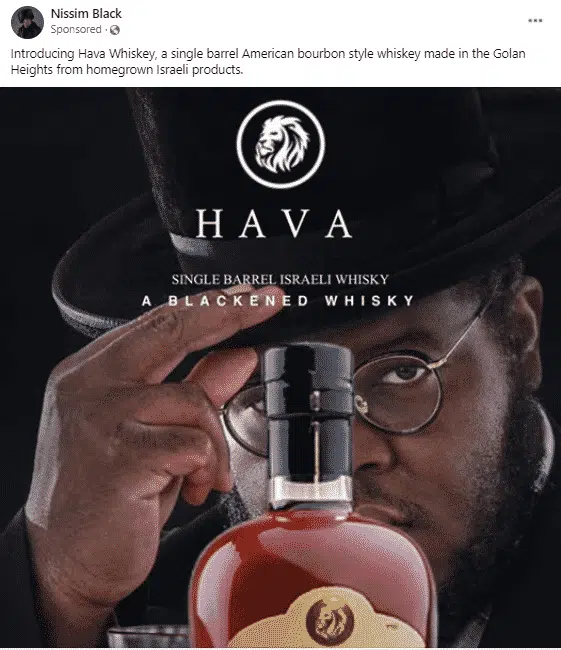 Nissim Black
Sponsored ·
Introducing Hava Whiskey, a single barrel American bourbon style whiskey made in the Golan
Heights from homegrown Israeli products.
HAVA
SINGLE BARREL ISRAELI WHISKY
A BLACKENED WHISKY